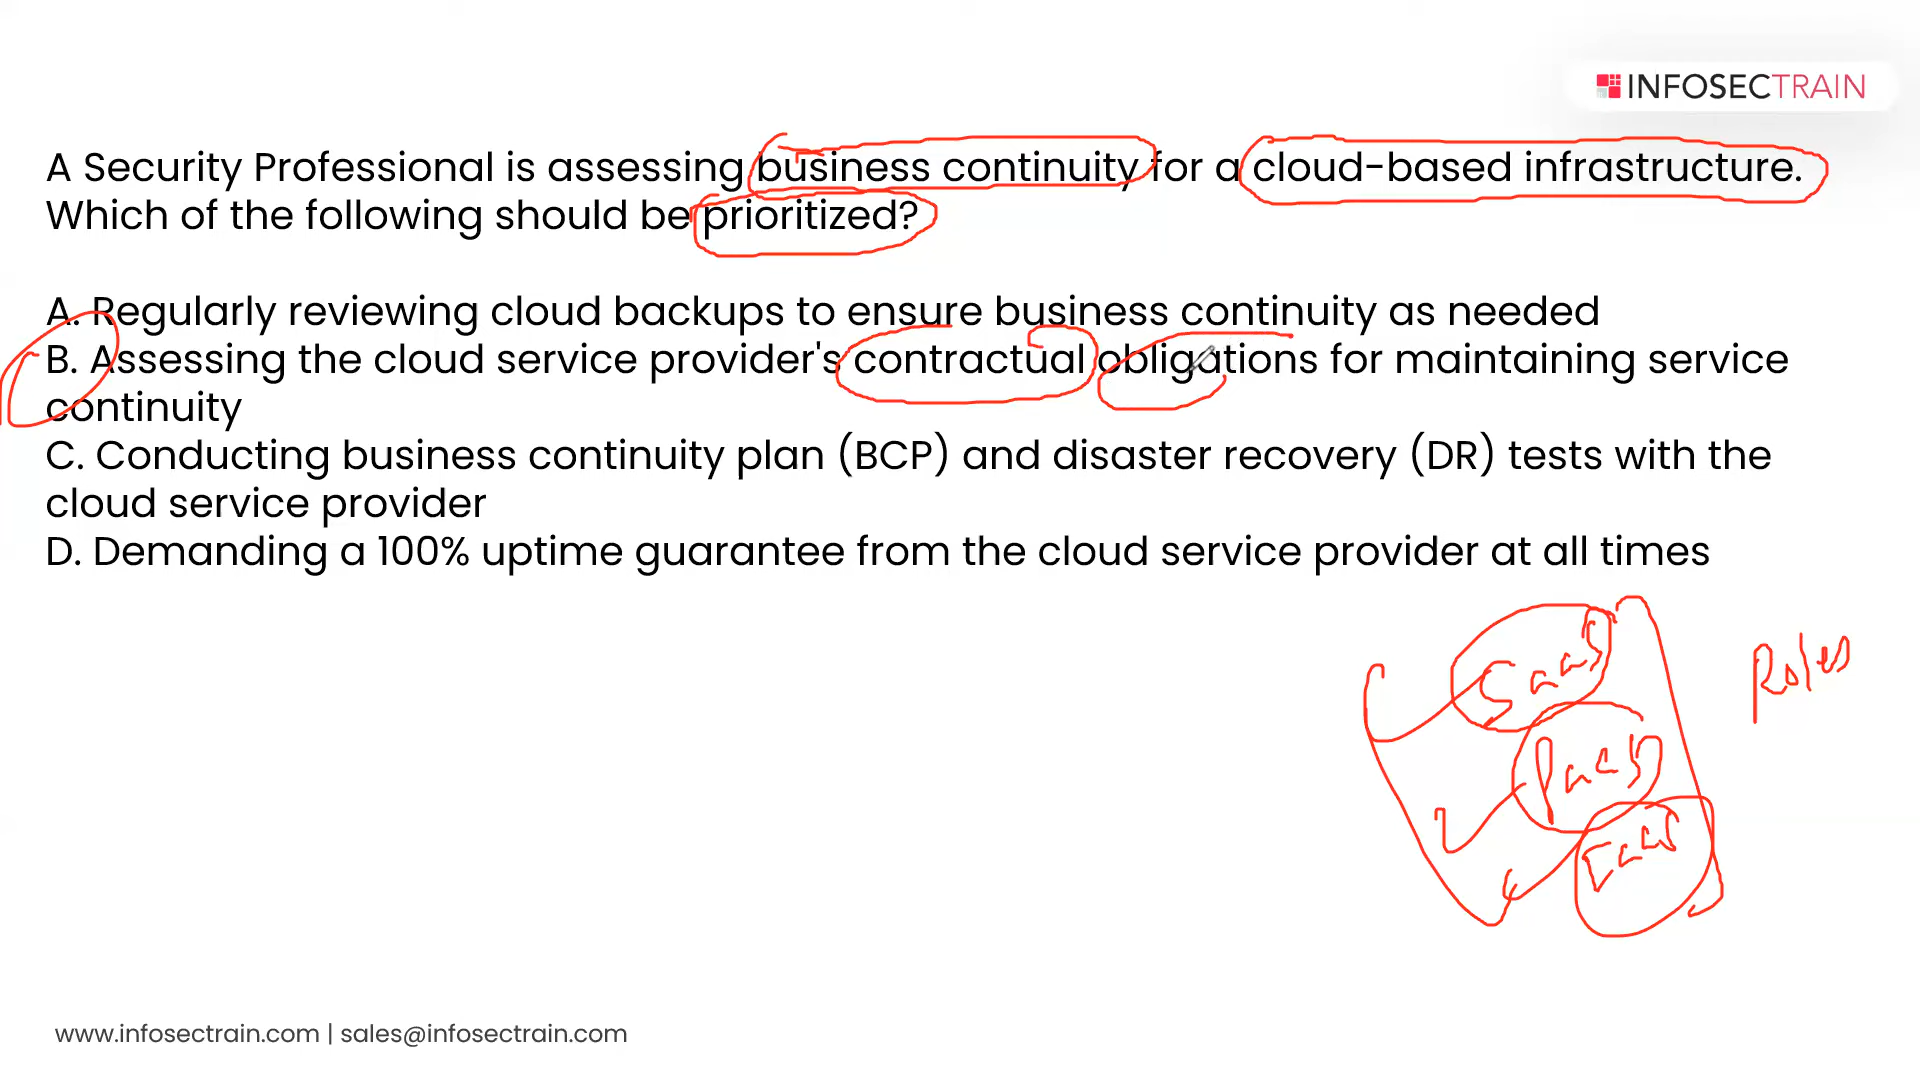 INFOSECTRAIN
A Security Professional is assessing business continuity for a cloud-based infrastructure.
Which of the following should be prioritized?
A. Regularly reviewing cloud backups to ensure business continuity as needed
B. Assessing the cloud service provider's contractual obligations for maintaining service
continuity
C. Conducting business continuity plan (BCP) and disaster recovery (DR) tests with the
cloud service provider
D. Demanding a 100% uptime guarantee from the cloud service provider at all times
SaaS
Roles
PaaS
IaaS
www.infosectrain.com | sales@infosectrain.com